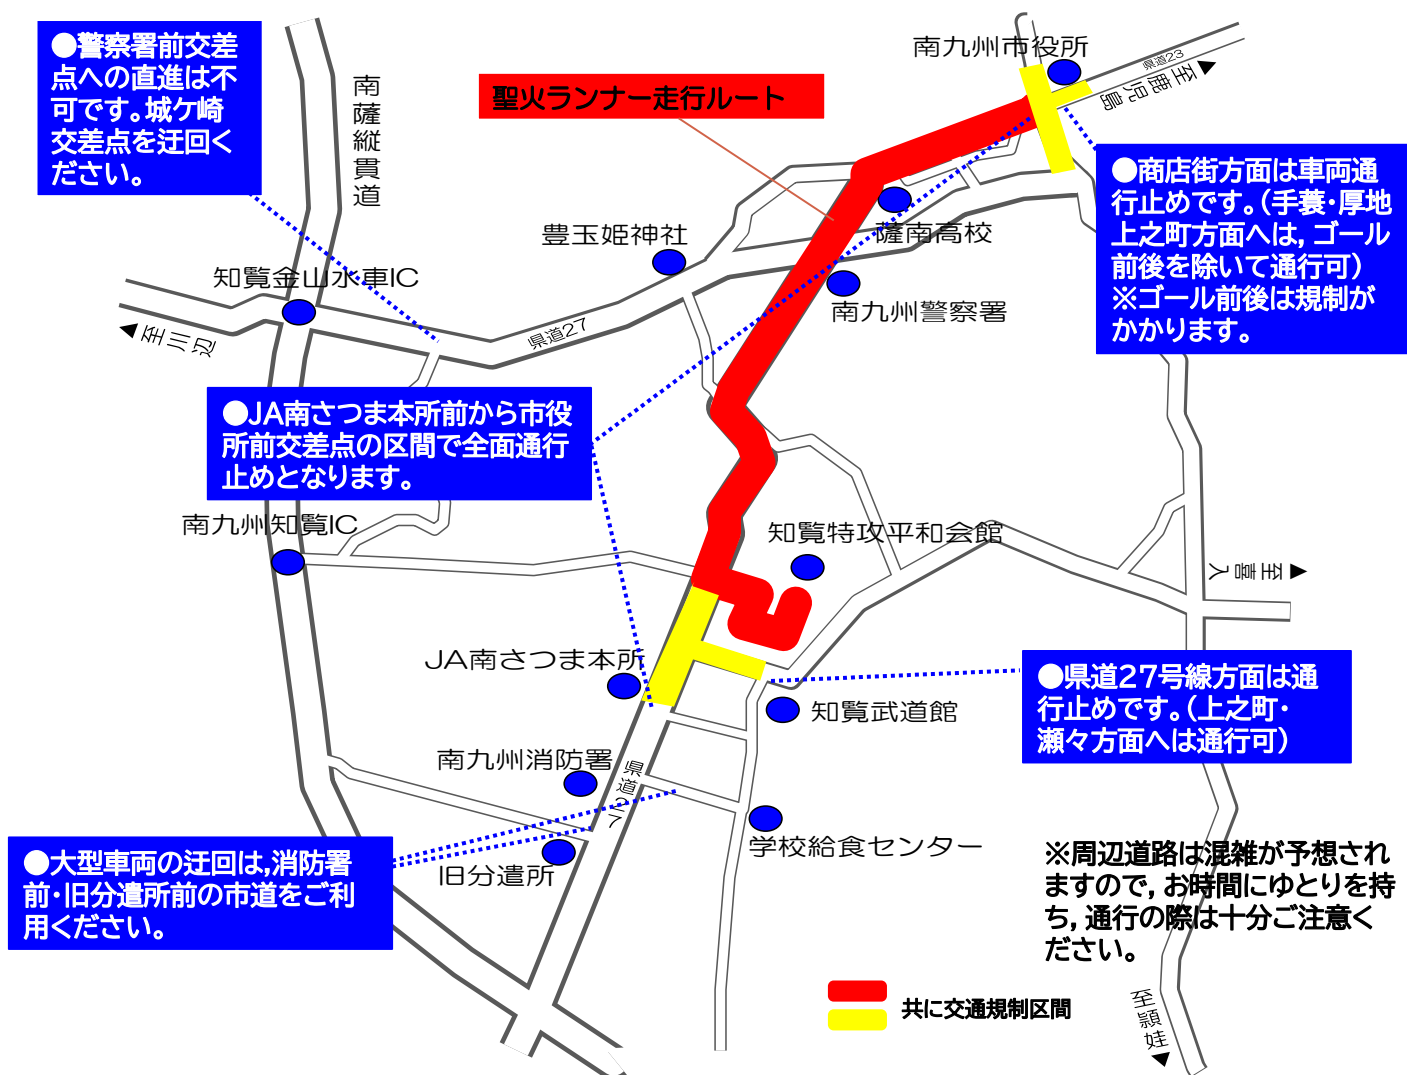 ●警察署前交差
点への直進は不
可です。城ケ崎
交差点を迂回く
ださい。
南薩縦貫道
聖火ランナー走行ルート
南九州市役所
県道23
至鹿児島
●商店街方面は車両通
行止めです。(手蓑・厚地
上之町方面へは，ゴール
前後を除いて通行可)
※ゴール前後は規制が
かかります。
豊玉姫神社
薩南高校
知覧金山水車IC
南九州警察署
至川辺
県道27
●JA南さつま本所前から市役
所前交差点の区間で全面通行
止めとなります。
南九州知覧IC
知覧特攻平和会館
至喜入
JA南さつま本所
●県道27号線方面は通
行止めです。(上之町・
瀬々方面へは通行可)
知覧武道館
南九州消防署
県道27
学校給食センター
●大型車両の迂回は，消防署
前・旧分遣所前の市道をご利
用ください。
旧分遣所
※周辺道路は混雑が予想され
ますので，お時間にゆとりを持
ち，通行の際は十分ご注意く
ださい。
共に交通規制区間
至頴娃